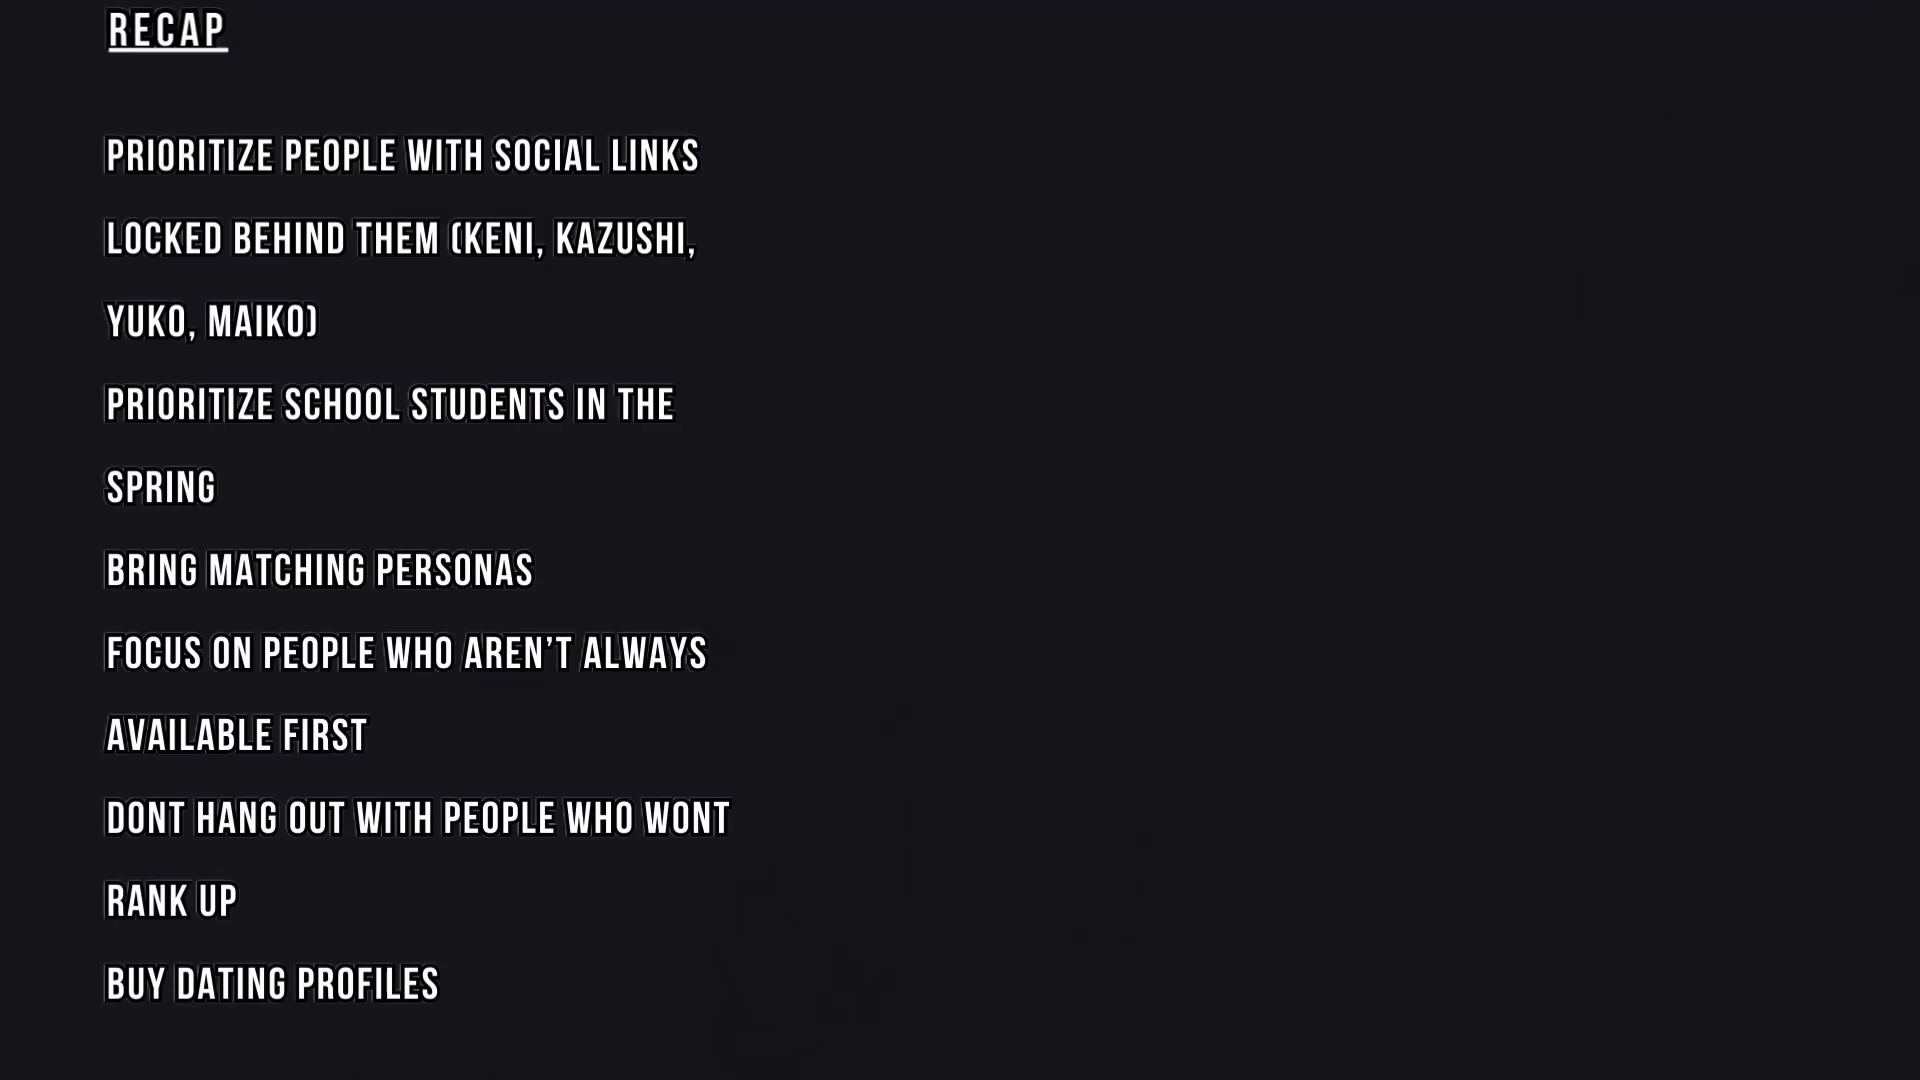 RECAP
PRIORITIZE PEOPLE WITH SOCIAL LINKS
LOCKED BEHIND THEM (KENI, KAZUSHI,
YUKO, MAIKO)
PRIORITIZE SCHOOL STUDENTS IN THE
SPRING
BRING MATCHING PERSONAS
FOCUS ON PEOPLE WHO AREN’T ALWAYS
AVAILABLE FIRST
DONT HANG OUT WITH PEOPLE WHO WONT
RANK UP
BUY DATING PROFILES